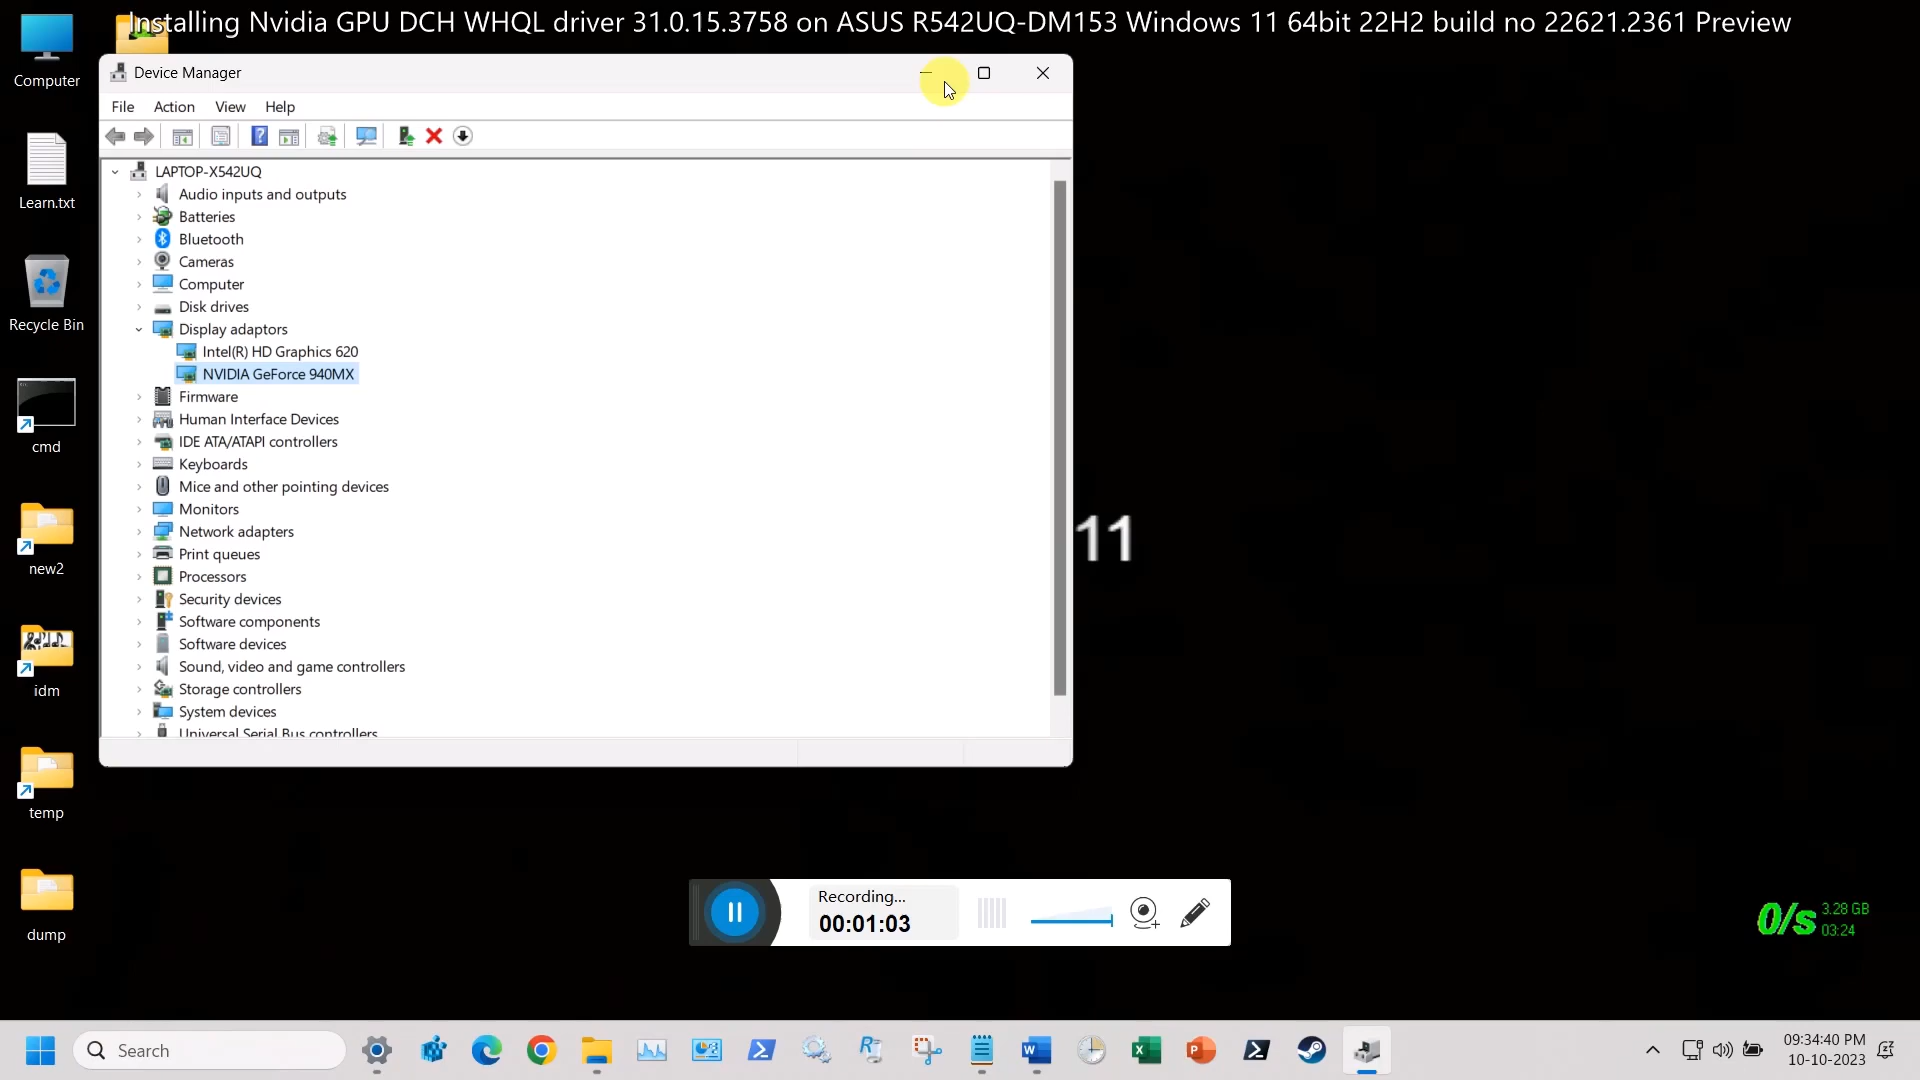 Installing Nvidia GPU DCH WHQL driver 31.0.15.3758 on ASUS R542UQ-DM153 Windows 11 64bit 22H2 build no 22621.2361 Preview
Computer
Learn.txt
Recycle Bin
cmd
new2
idm
temp
dump
Device Manager
File Action View Help
LAPTOP-X542UQ
Audio inputs and outputs
Batteries
Bluetooth
Cameras
Computer
Disk drives
Display adaptors
Intel(R) HD Graphics 620
NVIDIA GeForce 940MX
Firmware
Human Interface Devices
IDE ATA/ATAPI controllers
Keyboards
Mice and other pointing devices
Monitors
Network adapters
Print queues
Processors
Security devices
Software components
Software devices
Sound, video and game controllers
Storage controllers
System devices
Universal Serial Bus controllers
11
Recording...
00:01:03
0/s
3.28 GB
03:24
Search
09:34:40 PM
10-10-2023